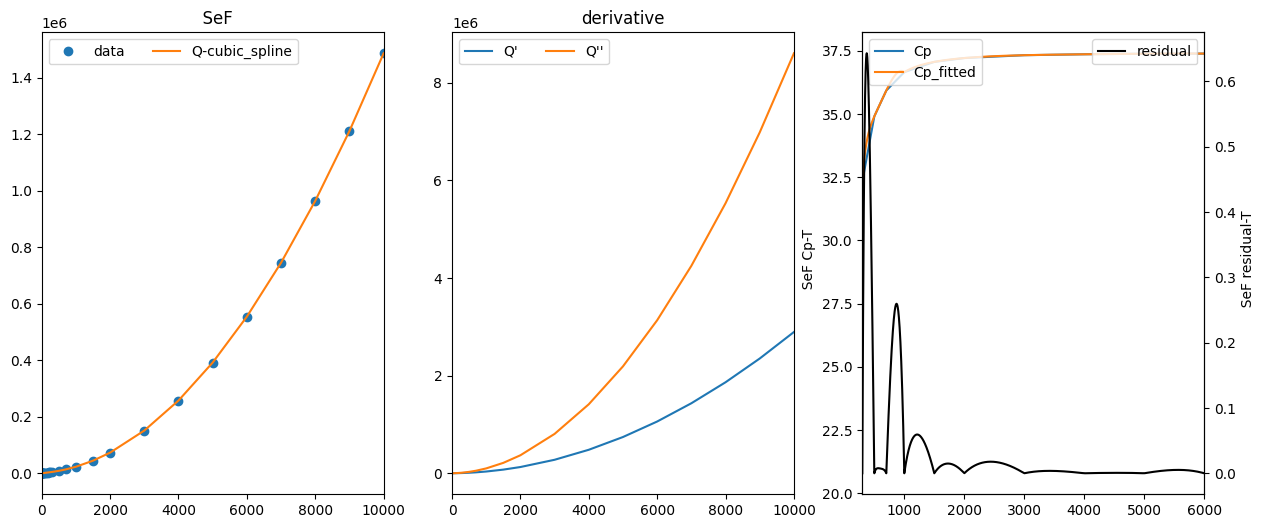 SeF
1e6
data
Q-cubic_spline
1.4
1.2
1.0
0.8
0.6
0.4
0.2
0.0
0 2000 4000 6000 8000 10000
derivative
1e6
Q'
Q''
8
6
4
2
0
0 2000 4000 6000 8000 10000
SeF Cp-T
37.5
35.0
32.5
30.0
27.5
25.0
22.5
20.0
Cp
Cp_fitted
residual
1000 2000 3000 4000 5000 6000
0.6
0.5
0.4
0.3
0.2
0.1
0.0
SeF residual-T